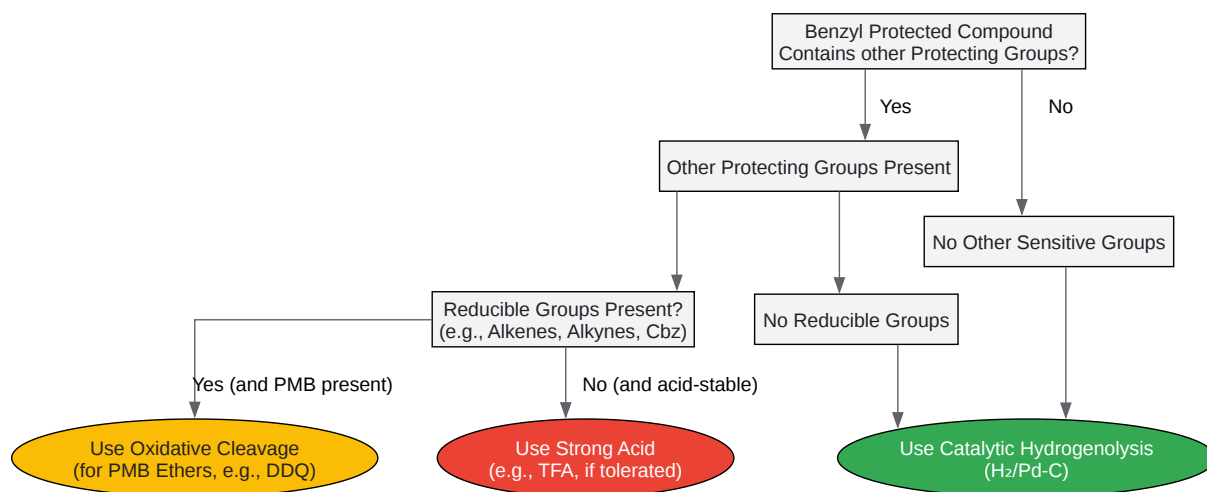 Benzyl Protected Compound
Contains other Protecting Groups?
Yes
No
Other Protecting Groups Present
No Other Sensitive Groups
Reducible Groups Present?
(e.g., Alkenes, Alkynes, Cbz)
No Reducible Groups
Yes (and PMB present)
No (and acid-stable)
Use Oxidative Cleavage
(for PMB Ethers, e.g., DDQ)
Use Strong Acid
(e.g., TFA, if tolerated)
Use Catalytic Hydrogenolysis
(H₂/Pd-C)